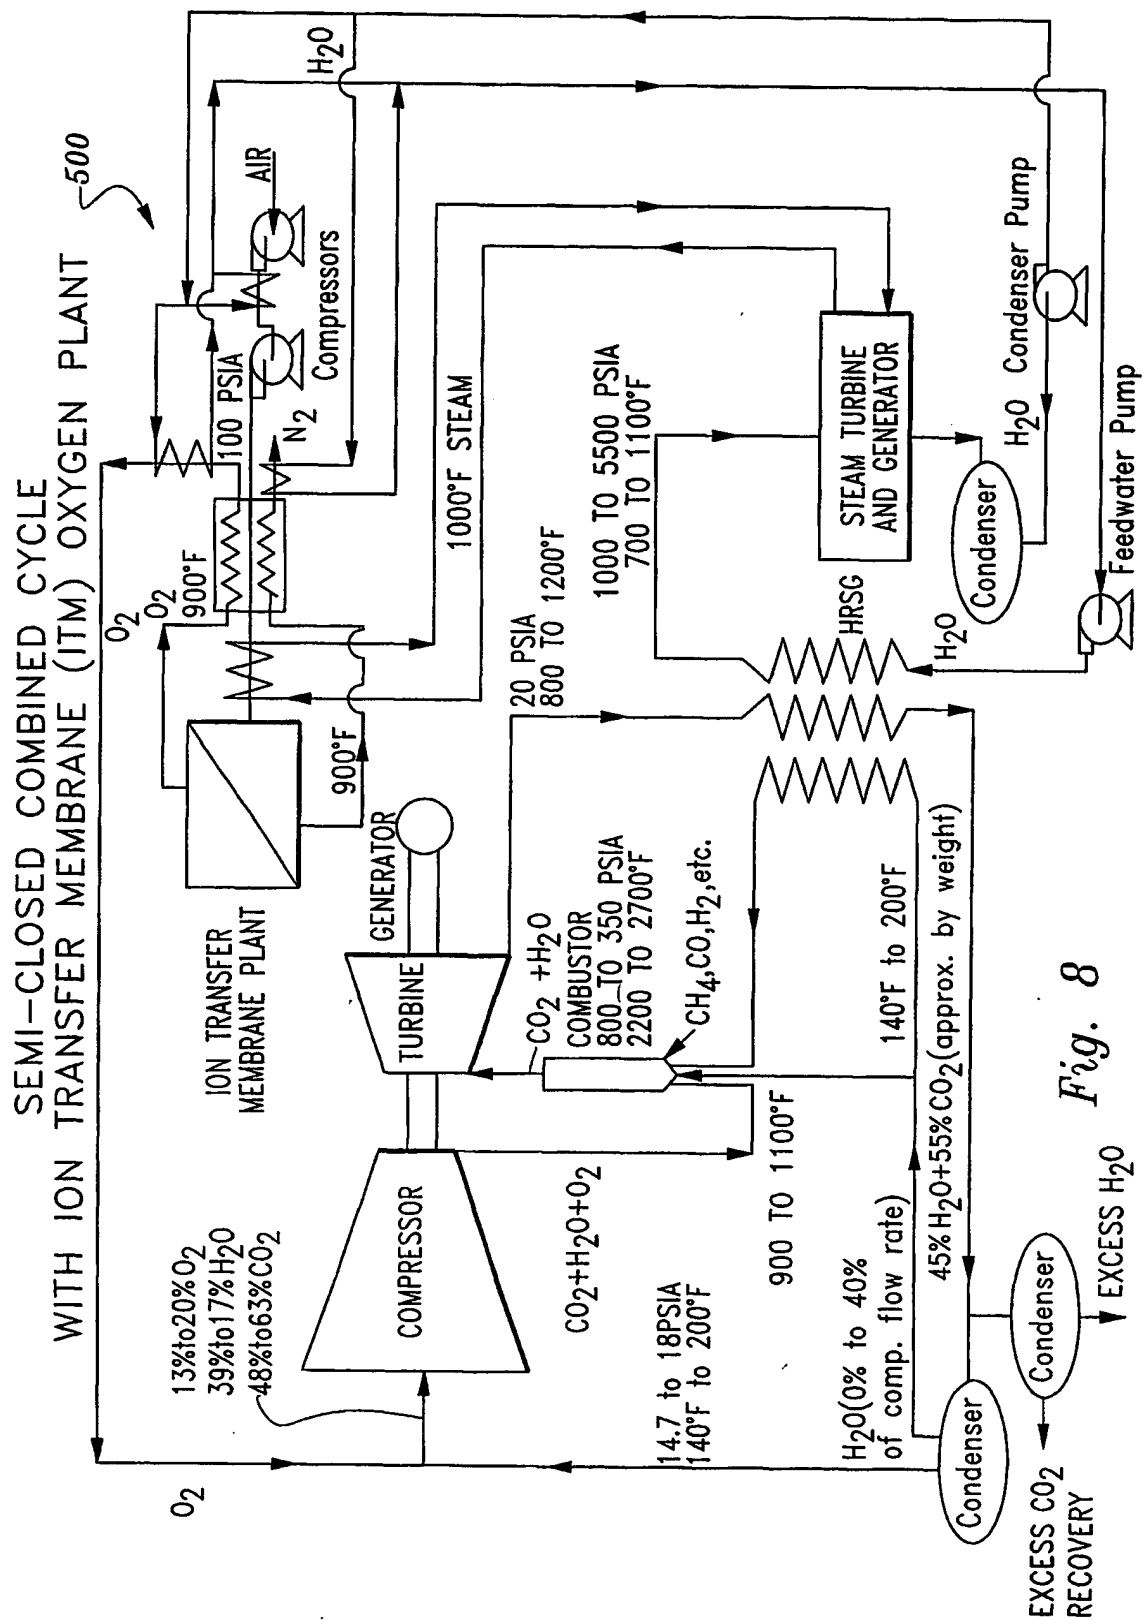 SEMI-CLOSED COMBINED CYCLE
WITH ION TRANSFER MEMBRANE (ITM) OXYGEN PLANT
500
O2
O2
O2
900°F
100 PSIA
N2
Compressors
AIR
H2O
ION TRANSFER
MEMBRANE PLANT
900°F
1000°F STEAM
13%to20%O2
39%to17%H2O
48%to63%CO2
COMPRESSOR
TURBINE
GENERATOR
20 PSIA
800 TO 1200°F
1000 TO 5500 PSIA
700 TO 1100°F
STEAM TURBINE
AND GENERATOR
CO2+H2O+O2
CO2 +H2O
COMBUSTOR
800 TO 350 PSIA
2200 TO 2700°F
CH4,CO,H2,etc.
900 TO 1100°F
HRSG
H2O
Condenser
H2O Condenser Pump
Feedwater Pump
14.7 to 18PSIA
140°F to 200°F
H2O(0% to 40%
of comp. flow rate)
140°F to 200°F
45%H2O+55%CO2(approx. by weight)
Condenser
Condenser
EXCESS CO2
RECOVERY
EXCESS H2O
Fig. 8